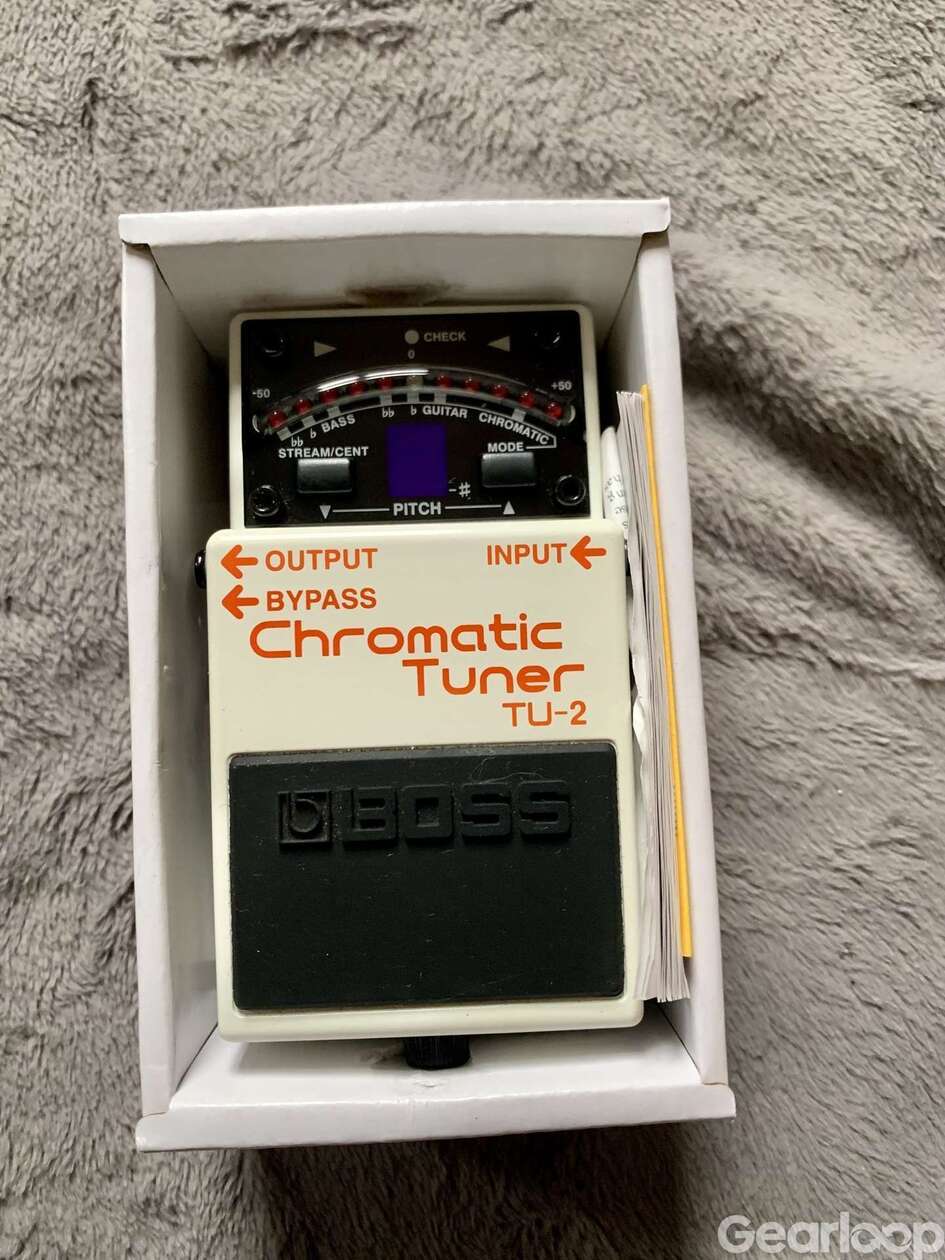 CHECK
0
-50
+50
♭♭ ♭ BASS ♭♭ ♭ GUITAR CHROMATIC
STREAM/CENT
MODE
-#
▼ PITCH ▲
← OUTPUT
INPUT ←
← BYPASS
Chromatic
Tuner
TU-2
BOSS
Gearloop